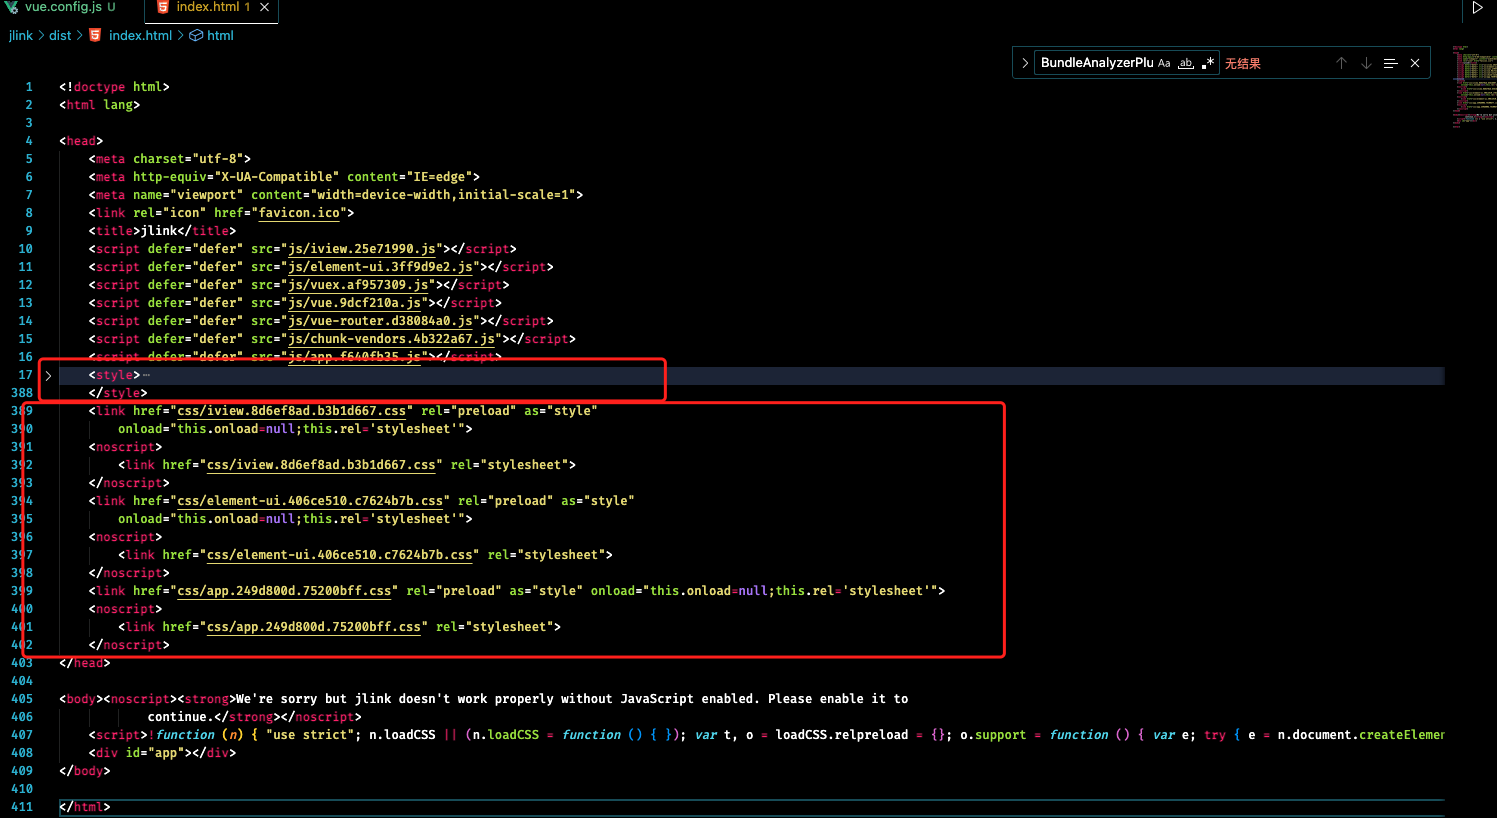 vue.config.js U
index.html 1
jlink > dist > index.html > html
BundleAnalyzerPlu Aa ab 无结果
1 <!doctype html>
2 <html lang>
3
4 <head>
5 <meta charset="utf-8">
6 <meta http-equiv="X-UA-Compatible" content="IE=edge">
7 <meta name="viewport" content="width=device-width,initial-scale=1">
8 <link rel="icon" href="favicon.ico">
9 <title>jlink</title>
10 <script defer="defer" src="js/iview.25e71990.js"></script>
11 <script defer="defer" src="js/element-ui.3ff9d9e2.js"></script>
12 <script defer="defer" src="js/vuex.af957309.js"></script>
13 <script defer="defer" src="js/vue.9dcf210a.js"></script>
14 <script defer="defer" src="js/vue-router.d38084a0.js"></script>
15 <script defer="defer" src="js/chunk-vendors.4b322a67.js"></script>
16 <script defer="defer" src="js/app.f640fb35.js"></script>
17 <style>…
388 </style>
389 <link href="css/iview.8d6ef8ad.b3b1d667.css" rel="preload" as="style"
390 onload="this.onload=null;this.rel='stylesheet'">
391 <noscript>
392 <link href="css/iview.8d6ef8ad.b3b1d667.css" rel="stylesheet">
393 </noscript>
394 <link href="css/element-ui.406ce510.c7624b7b.css" rel="preload" as="style"
395 onload="this.onload=null;this.rel='stylesheet'">
396 <noscript>
397 <link href="css/element-ui.406ce510.c7624b7b.css" rel="stylesheet">
398 </noscript>
399 <link href="css/app.249d800d.75200bff.css" rel="preload" as="style" onload="this.onload=null;this.rel='stylesheet'">
400 <noscript>
401 <link href="css/app.249d800d.75200bff.css" rel="stylesheet">
402 </noscript>
403 </head>
404
405 <body><noscript><strong>We're sorry but jlink doesn't work properly without JavaScript enabled. Please enable it to
406 continue.</strong></noscript>
407 <script>!function (n) { "use strict"; n.loadCSS || (n.loadCSS = function () { }); var t, o = loadCSS.relpreload = {}; o.support = function () { var e; try { e = n.document.createElemen
408 <div id="app"></div>
409 </body>
410
411 </html>